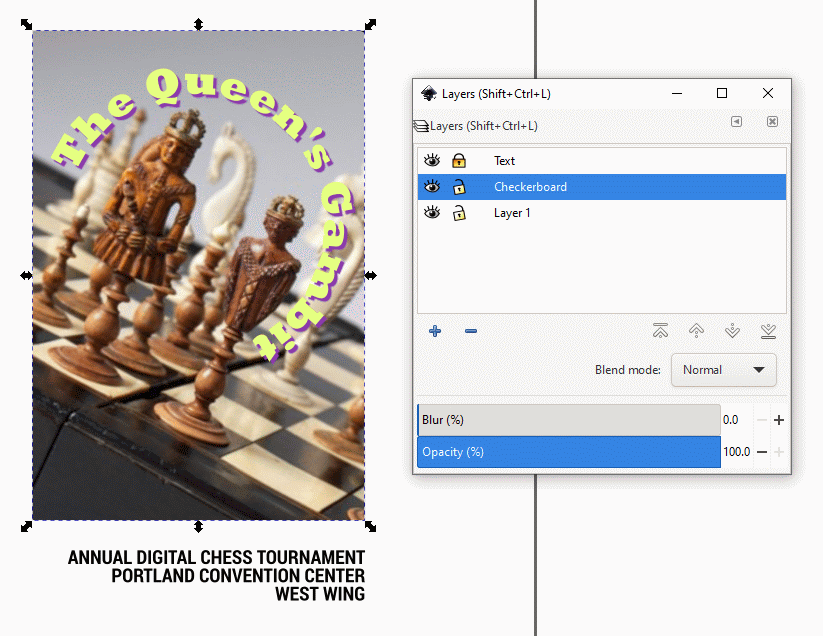 The Queen's Gambit
ANNUAL DIGITAL CHESS TOURNAMENT
PORTLAND CONVENTION CENTER
WEST WING
Layers (Shift+Ctrl+L)
Layers (Shift+Ctrl+L)
Text
Checkerboard
Layer 1
Blend mode: Normal
Blur (%) 0.0
Opacity (%) 100.0